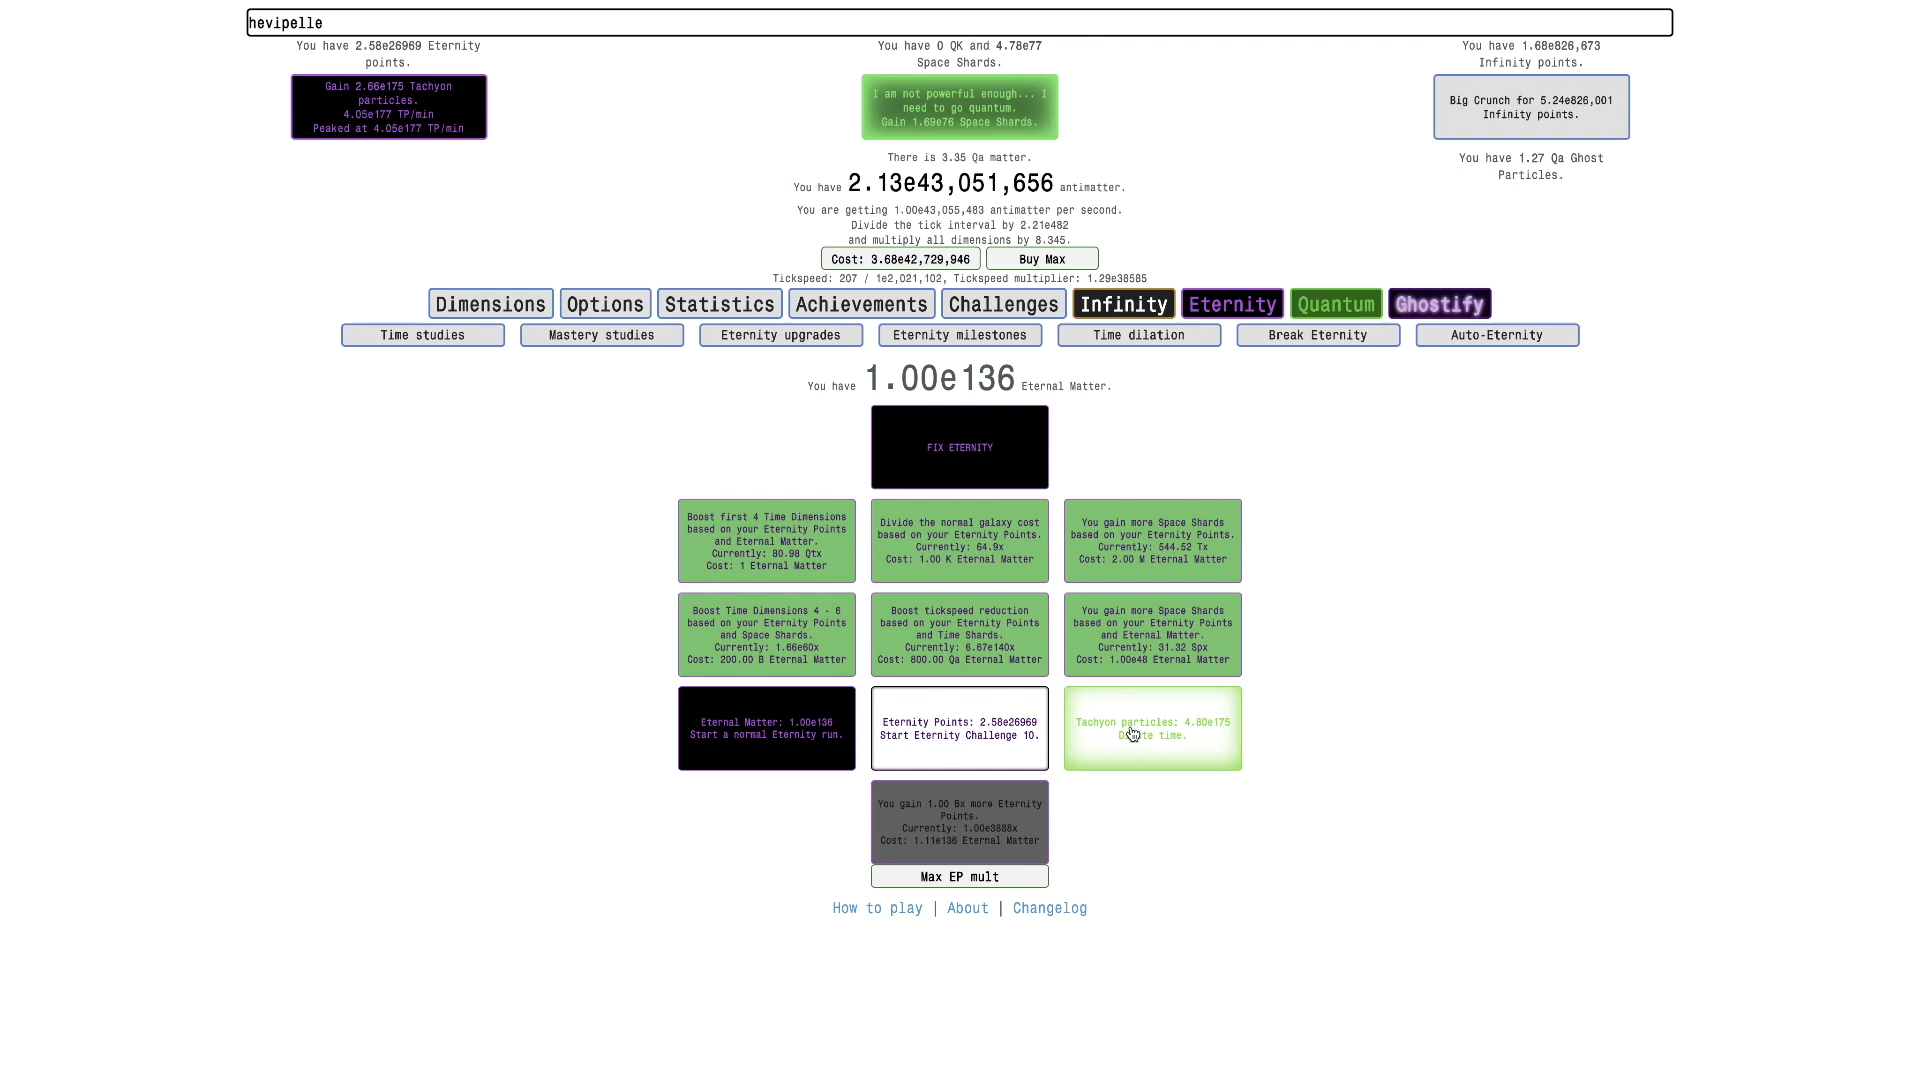 hevipelle
You have 2.58e26969 Eternity
points.
You have 0 QK and 4.78e77
Space Shards.
You have 1.68e826,673
Infinity points.
Gain 2.66e175 Tachyon
particles.
4.05e177 TP/min
Peaked at 4.05e177 TP/min
I am not powerful enough... I
need to go quantum.
Gain 1.69e76 Space Shards.
Big Crunch for 5.24e826,001
Infinity points.
There is 3.35 Qa matter.
You have 1.27 Qa Ghost
Particles.
You have 2.13e43,051,656 antimatter.
You are getting 1.00e43,055,483 antimatter per second.
Divide the tick interval by 2.21e482
and multiply all dimensions by 8.345.
Cost: 3.68e42,729,946 Buy Max
Tickspeed: 207 / 1e2,021,102, Tickspeed multiplier: 1.29e38585
Dimensions Options Statistics Achievements Challenges Infinity Eternity Quantum Ghostify
Time studies Mastery studies Eternity upgrades Eternity milestones Time dilation Break Eternity Auto-Eternity
You have 1.00e136 Eternal Matter.
FIX ETERNITY
Boost first 4 Time Dimensions
based on your Eternity Points
and Eternal Matter.
Currently: 80.98 Qtx
Cost: 1 Eternal Matter
Divide the normal galaxy cost
based on your Eternity Points.
Currently: 64.9x
Cost: 1.00 K Eternal Matter
You gain more Space Shards
based on your Eternity Points.
Currently: 544.52 Tx
Cost: 2.00 M Eternal Matter
Boost Time Dimensions 4 - 6
based on your Eternity Points
and Space Shards.
Currently: 1.66e60x
Cost: 200.00 B Eternal Matter
Boost tickspeed reduction
based on your Eternity Points
and Time Shards.
Currently: 6.67e140x
Cost: 800.00 Qa Eternal Matter
You gain more Space Shards
based on your Eternity Points
and Eternal Matter.
Currently: 31.32 Spx
Cost: 1.00e48 Eternal Matter
Eternal Matter: 1.00e136
Start a normal Eternity run.
Eternity Points: 2.58e26969
Start Eternity Challenge 10.
Tachyon particles: 4.80e175
time.
You gain 1.00 Bx more Eternity
Points.
Currently: 1.00e3888x
Cost: 1.11e136 Eternal Matter
Max EP mult
How to play | About | Changelog